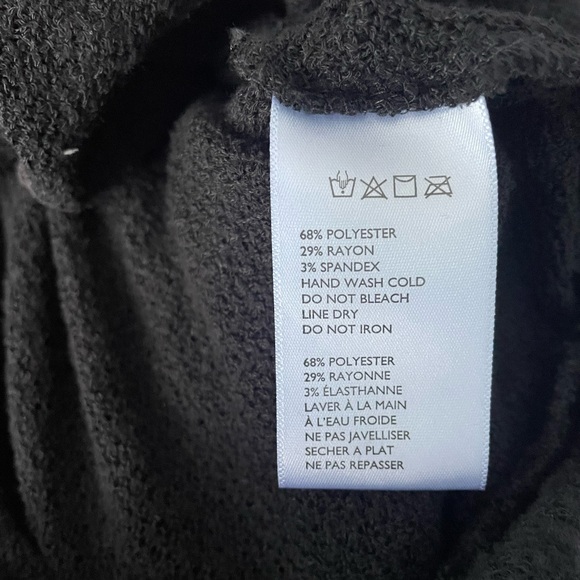 68% POLYESTER
29% RAYON
3% SPANDEX
HAND WASH COLD
DO NOT BLEACH
LINE DRY
DO NOT IRON
68% POLYESTER
29% RAYONNE
3% ÉLASTHANNE
LAVER À LA MAIN
À L'EAU FROIDE
NE PAS JAVELLISER
SECHER A PLAT
NE PAS REPASSER